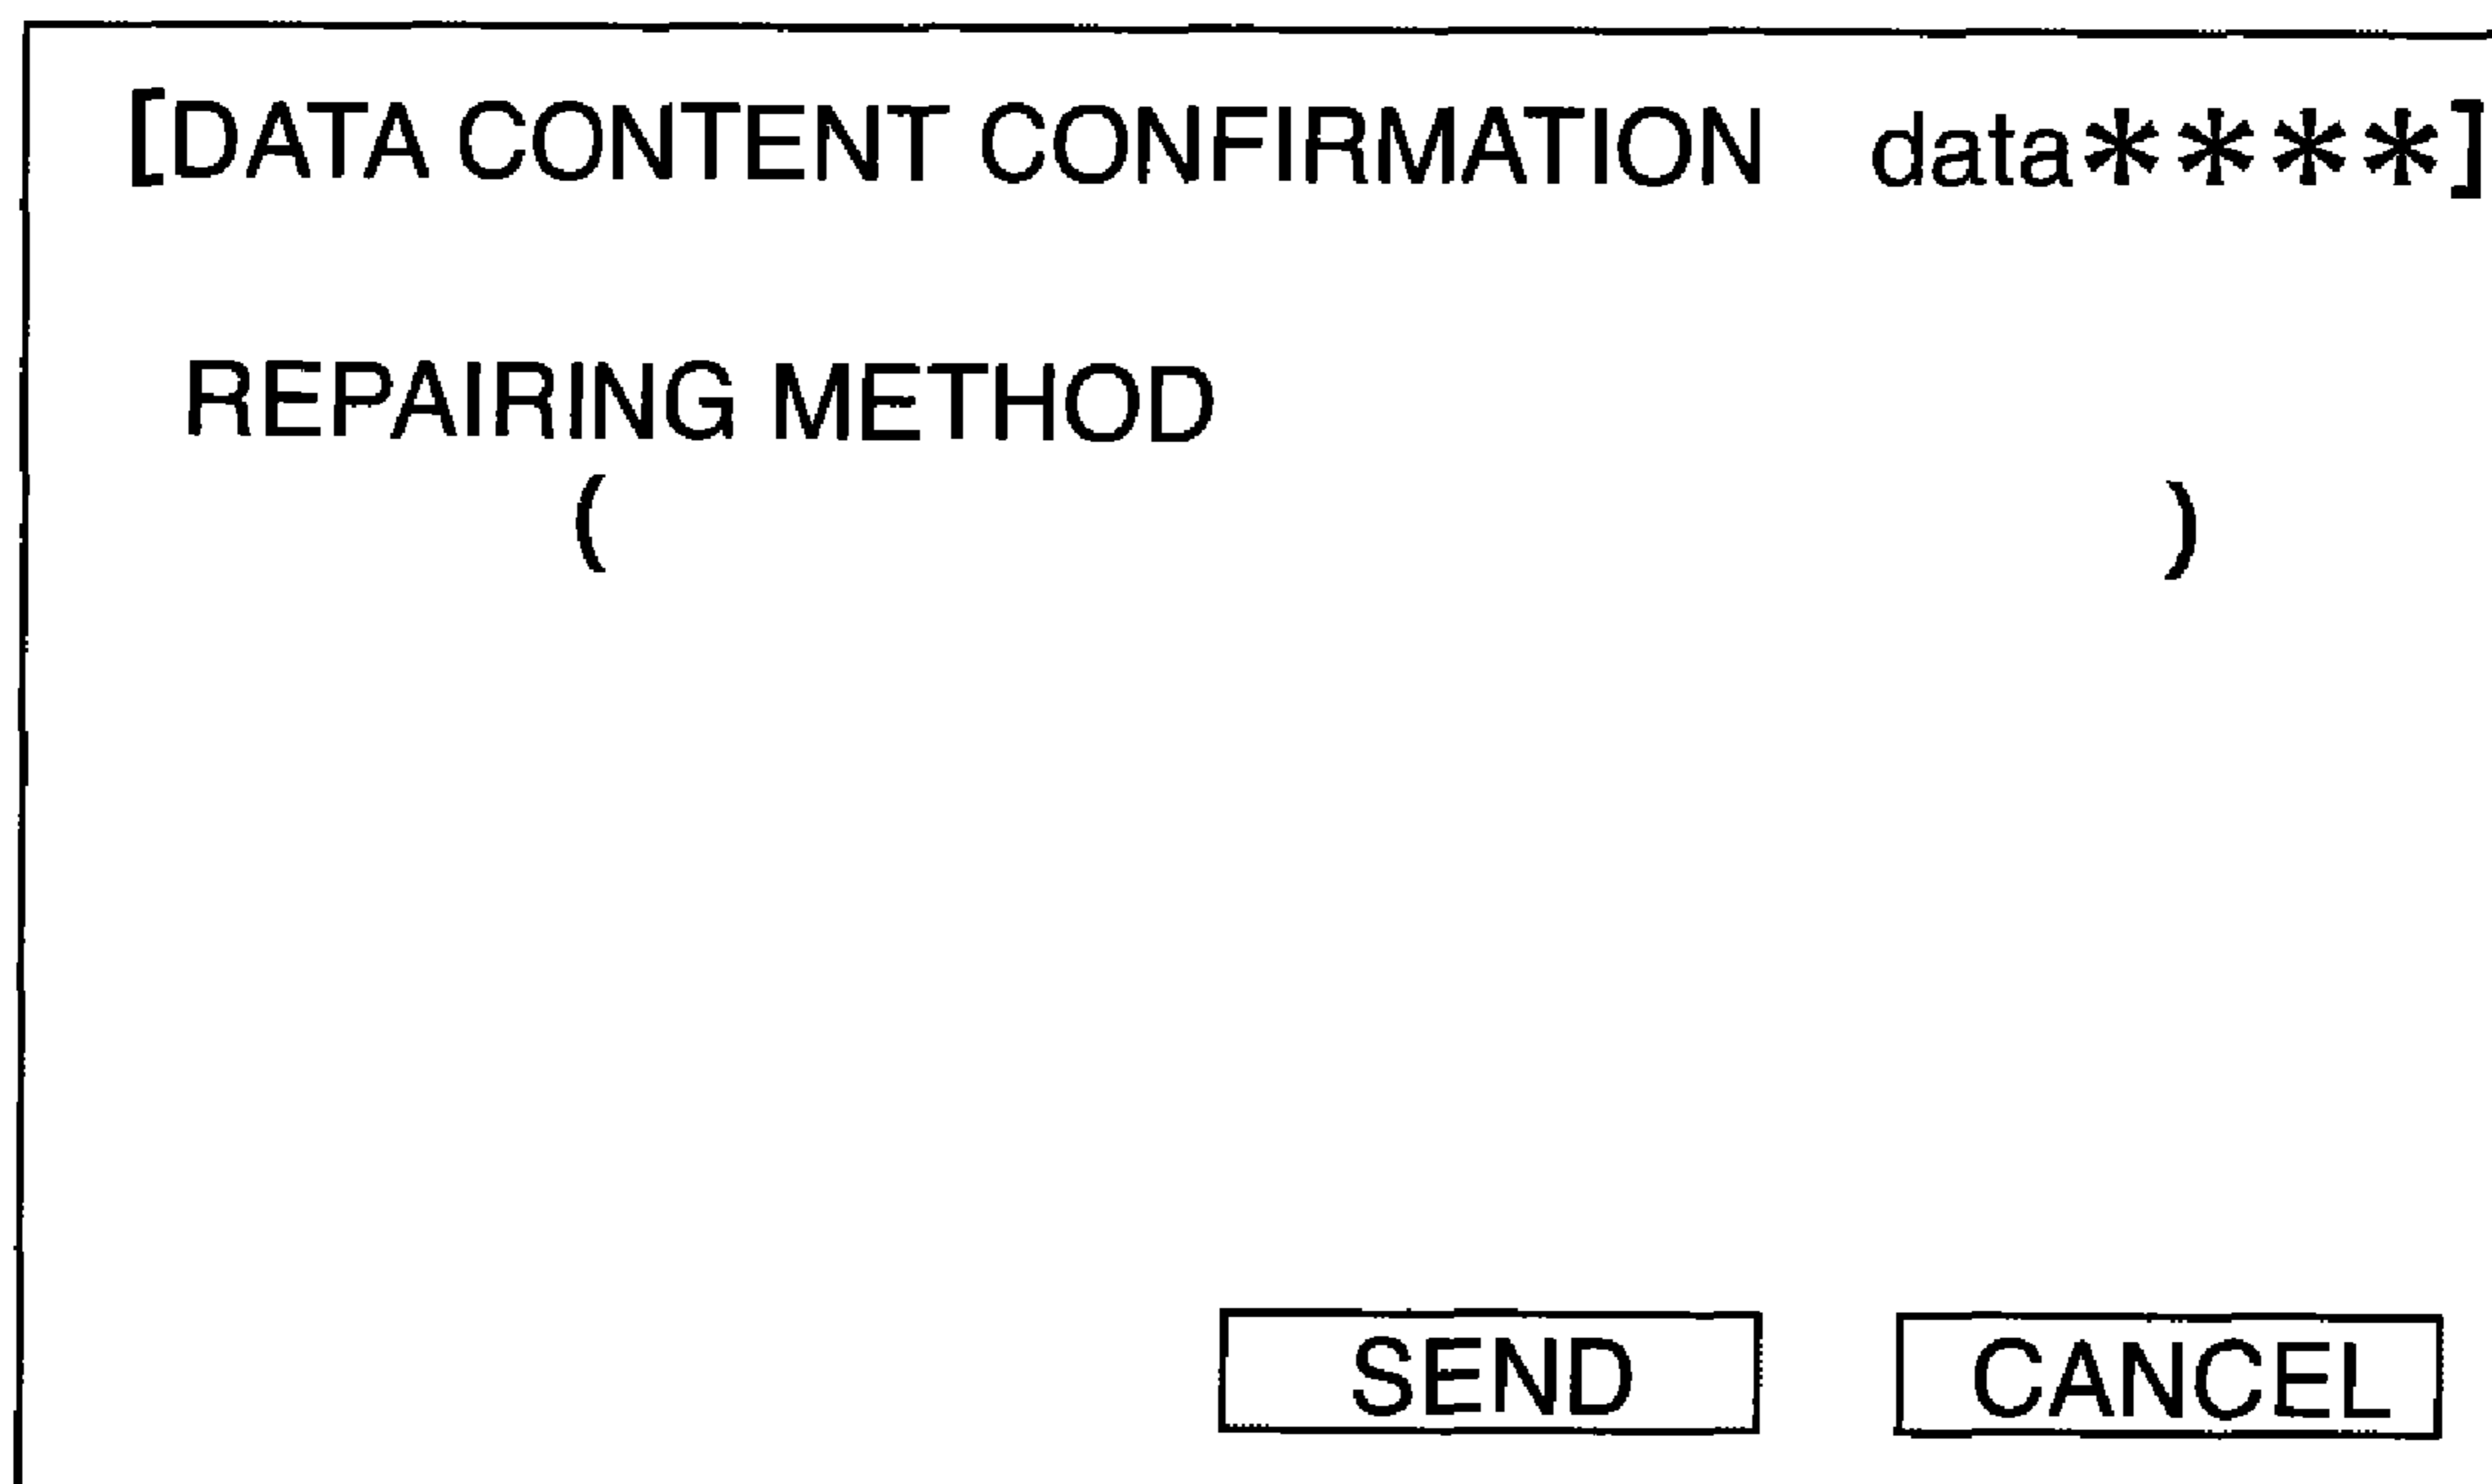 [DATA CONTENT CONFIRMATION data＊＊＊＊]
REPAIRING METHOD
( )
SEND CANCEL